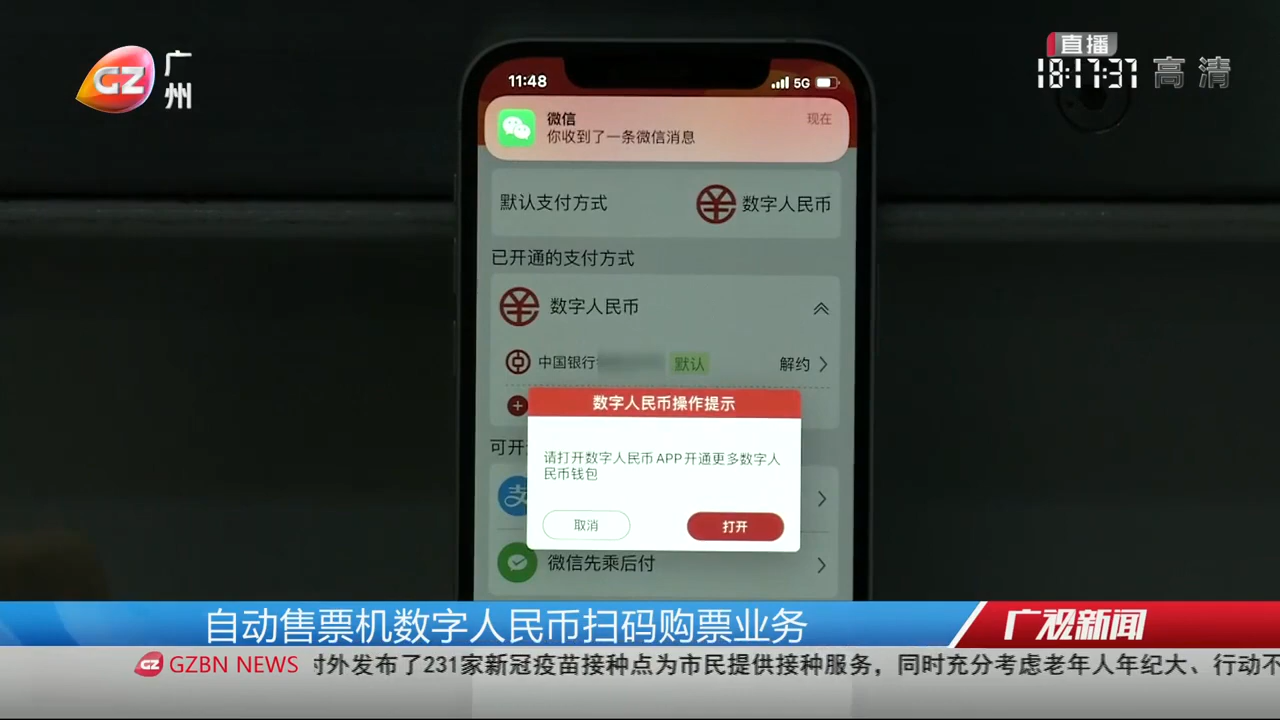 GZ
广州
直播
18:17:37 高清
11:48
5G
微信
现在
你收到了一条微信消息
默认支付方式
数字人民币
已开通的支付方式
数字人民币
中国银行
默认
解约
数字人民币操作提示
可开
请打开数字人民币APP开通更多数字人
民币钱包
支
取消
打开
微信先乘后付
自动售票机数字人民币扫码购票业务
广视新闻
GZ GZBN NEWS
对外发布了231家新冠疫苗接种点为市民提供接种服务，同时充分考虑老年人年纪大、行动不